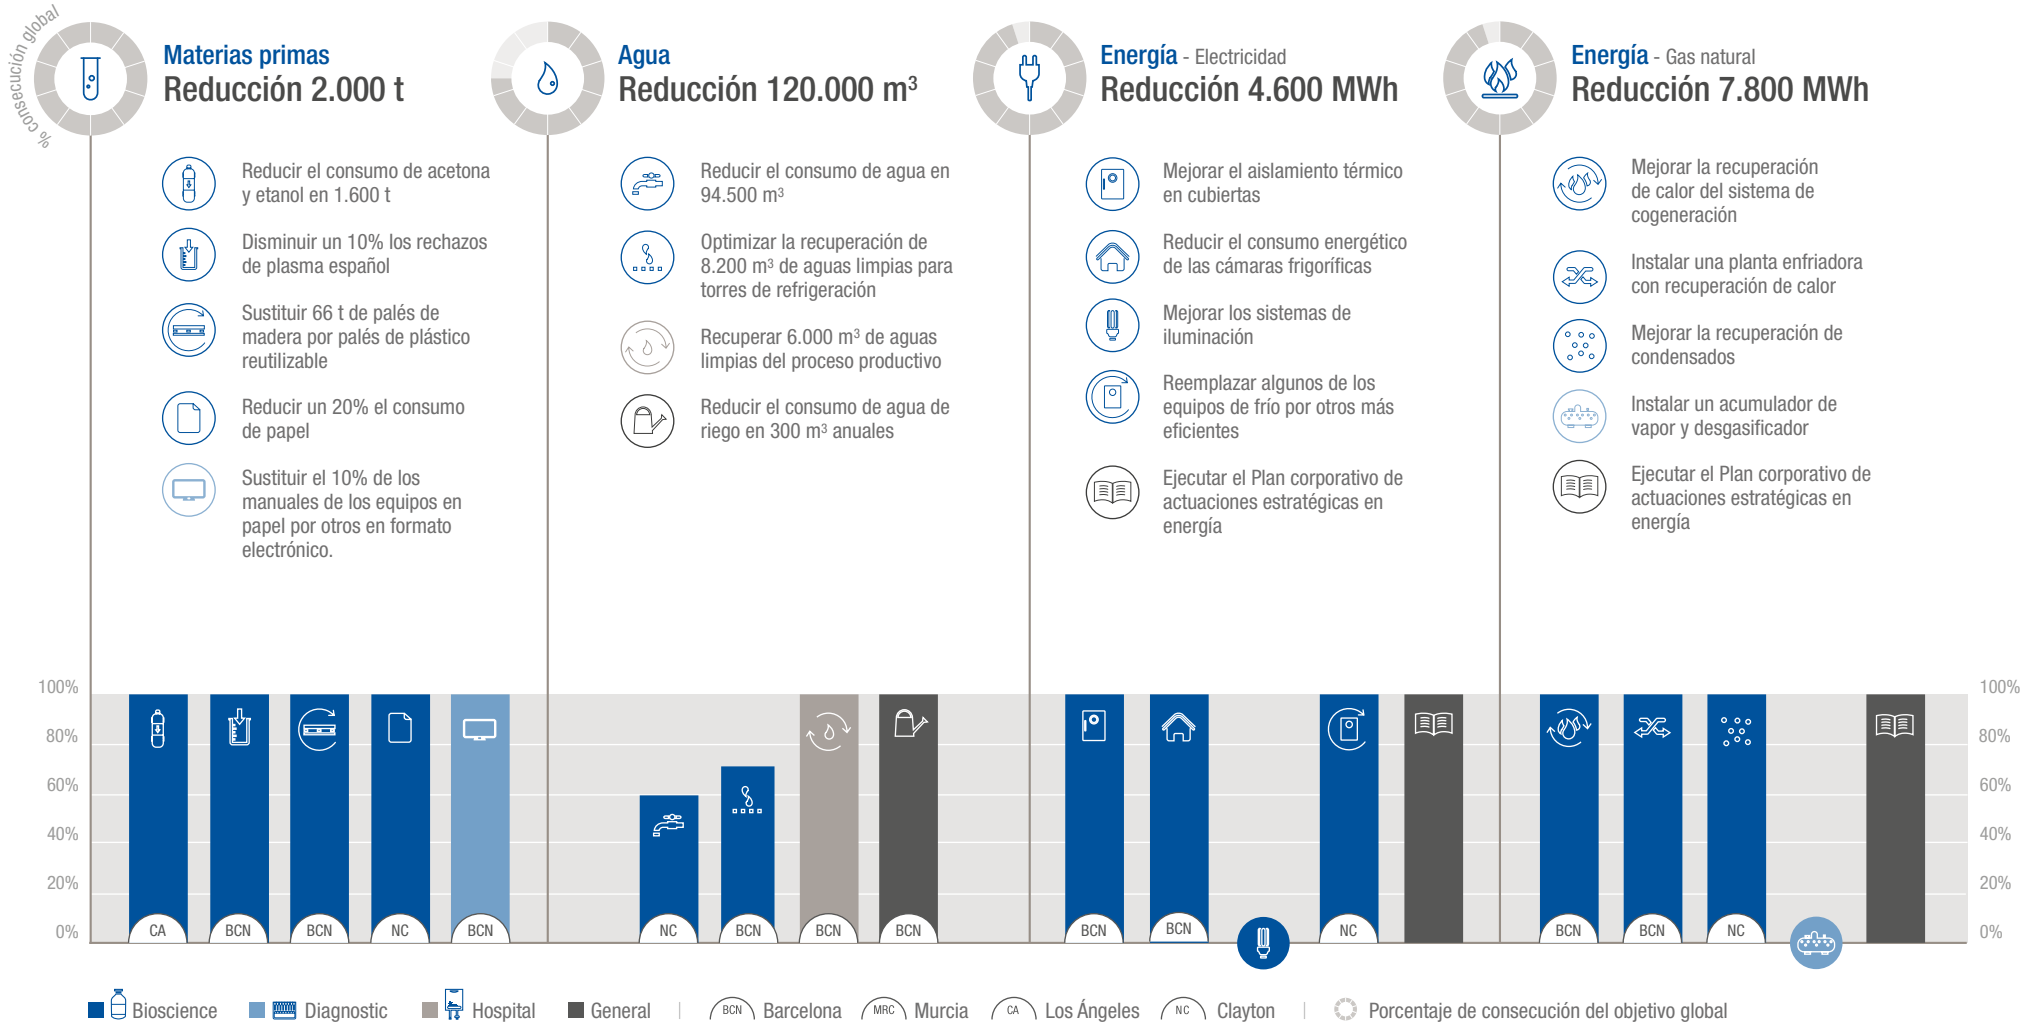 % consecución global
Materias primas
Reducción 2.000 t
Reducir el consumo de acetona
y etanol en 1.600 t
Disminuir un 10% los rechazos
de plasma español
Sustituir 66 t de palés de
madera por palés de plástico
reutilizable
Reducir un 20% el consumo
de papel
Sustituir el 10% de los
manuales de los equipos en
papel por otros en formato
electrónico.
Agua
Reducción 120.000 m³
Reducir el consumo de agua en
94.500 m³
Optimizar la recuperación de
8.200 m³ de aguas limpias para
torres de refrigeración
Recuperar 6.000 m³ de aguas
limpias del proceso productivo
Reducir el consumo de agua de
riego en 300 m³ anuales
Energía - Electricidad
Reducción 4.600 MWh
Mejorar el aislamiento térmico
en cubiertas
Reducir el consumo energético
de las cámaras frigoríficas
Mejorar los sistemas de
iluminación
Reemplazar algunos de los
equipos de frío por otros más
eficientes
Ejecutar el Plan corporativo de
actuaciones estratégicas en
energía
Energía - Gas natural
Reducción 7.800 MWh
Mejorar la recuperación
de calor del sistema de
cogeneración
Instalar una planta enfriadora
con recuperación de calor
Mejorar la recuperación de
condensados
Instalar un acumulador de
vapor y desgasificador
Ejecutar el Plan corporativo de
actuaciones estratégicas en
energía
100% 100%
80% 80%
60% 60%
40% 40%
20% 20%
0% CA BCN BCN NC BCN NC BCN BCN BCN BCN BCN NC BCN BCN NC 0%
Bioscience Diagnostic Hospital General BCN Barcelona MRC Murcia CA Los Ángeles NC Clayton Porcentaje de consecución del objetivo global